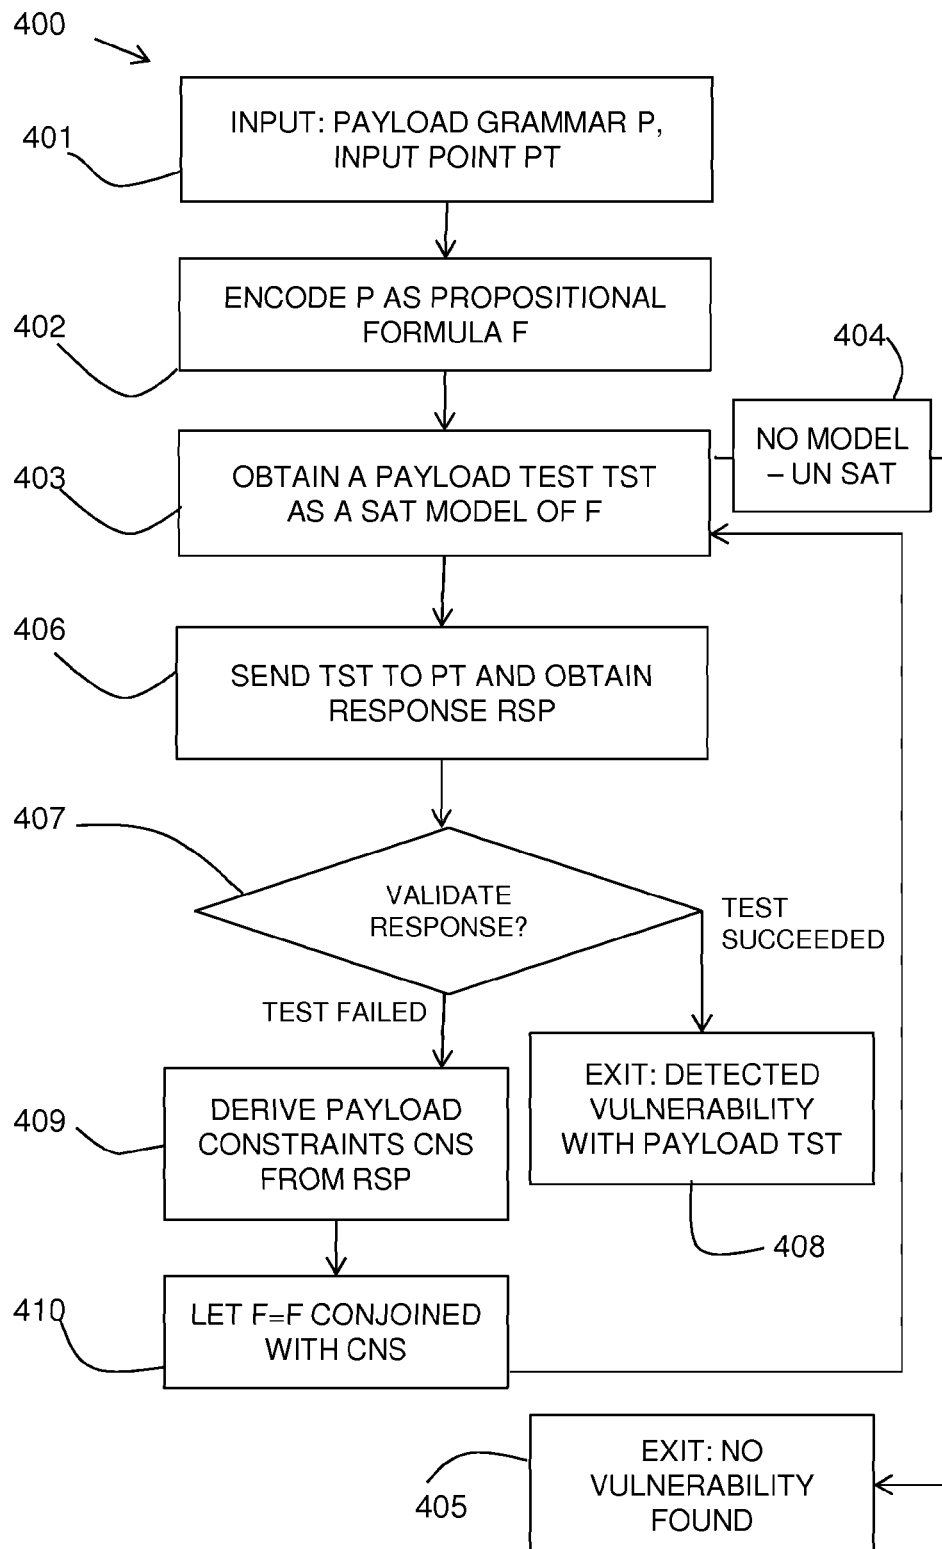 400
INPUT: PAYLOAD GRAMMAR P,
INPUT POINT PT
401
ENCODE P AS PROPOSITIONAL
FORMULA F
402
404
NO MODEL
– UN SAT
OBTAIN A PAYLOAD TEST TST
AS A SAT MODEL OF F
403
406
SEND TST TO PT AND OBTAIN
RESPONSE RSP
407
VALIDATE
RESPONSE?
TEST
SUCCEEDED
TEST FAILED
EXIT: DETECTED
VULNERABILITY
WITH PAYLOAD TST
408
DERIVE PAYLOAD
CONSTRAINTS CNS
FROM RSP
409
410
LET F=F CONJOINED
WITH CNS
EXIT: NO
VULNERABILITY
FOUND
405